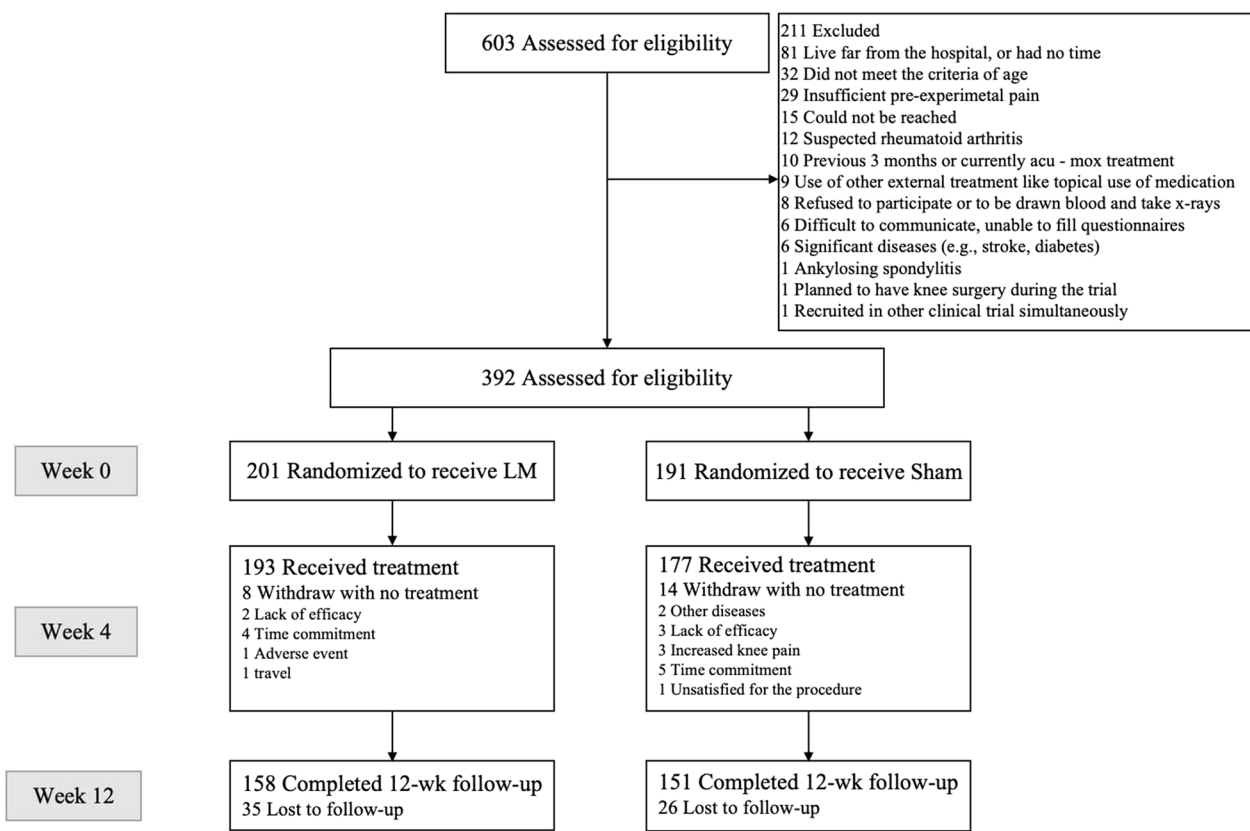 603 Assessed for eligibility
211 Excluded
81 Live far from the hospital, or had no time
32 Did not meet the criteria of age
29 Insufficient pre-experimetal pain
15 Could not be reached
12 Suspected rheumatoid arthritis
10 Previous 3 months or currently acu - mox treatment
9 Use of other external treatment like topical use of medication
8 Refused to participate or to be drawn blood and take x-rays
6 Difficult to communicate, unable to fill questionnaires
6 Significant diseases (e.g., stroke, diabetes)
1 Ankylosing spondylitis
1 Planned to have knee surgery during the trial
1 Recruited in other clinical trial simultaneously
392 Assessed for eligibility
Week 0
201 Randomized to receive LM
191 Randomized to receive Sham
Week 4
193 Received treatment
8 Withdraw with no treatment
2 Lack of efficacy
4 Time commitment
1 Adverse event
1 travel
177 Received treatment
14 Withdraw with no treatment
2 Other diseases
3 Lack of efficacy
3 Increased knee pain
5 Time commitment
1 Unsatisfied for the procedure
Week 12
158 Completed 12-wk follow-up
35 Lost to follow-up
151 Completed 12-wk follow-up
26 Lost to follow-up